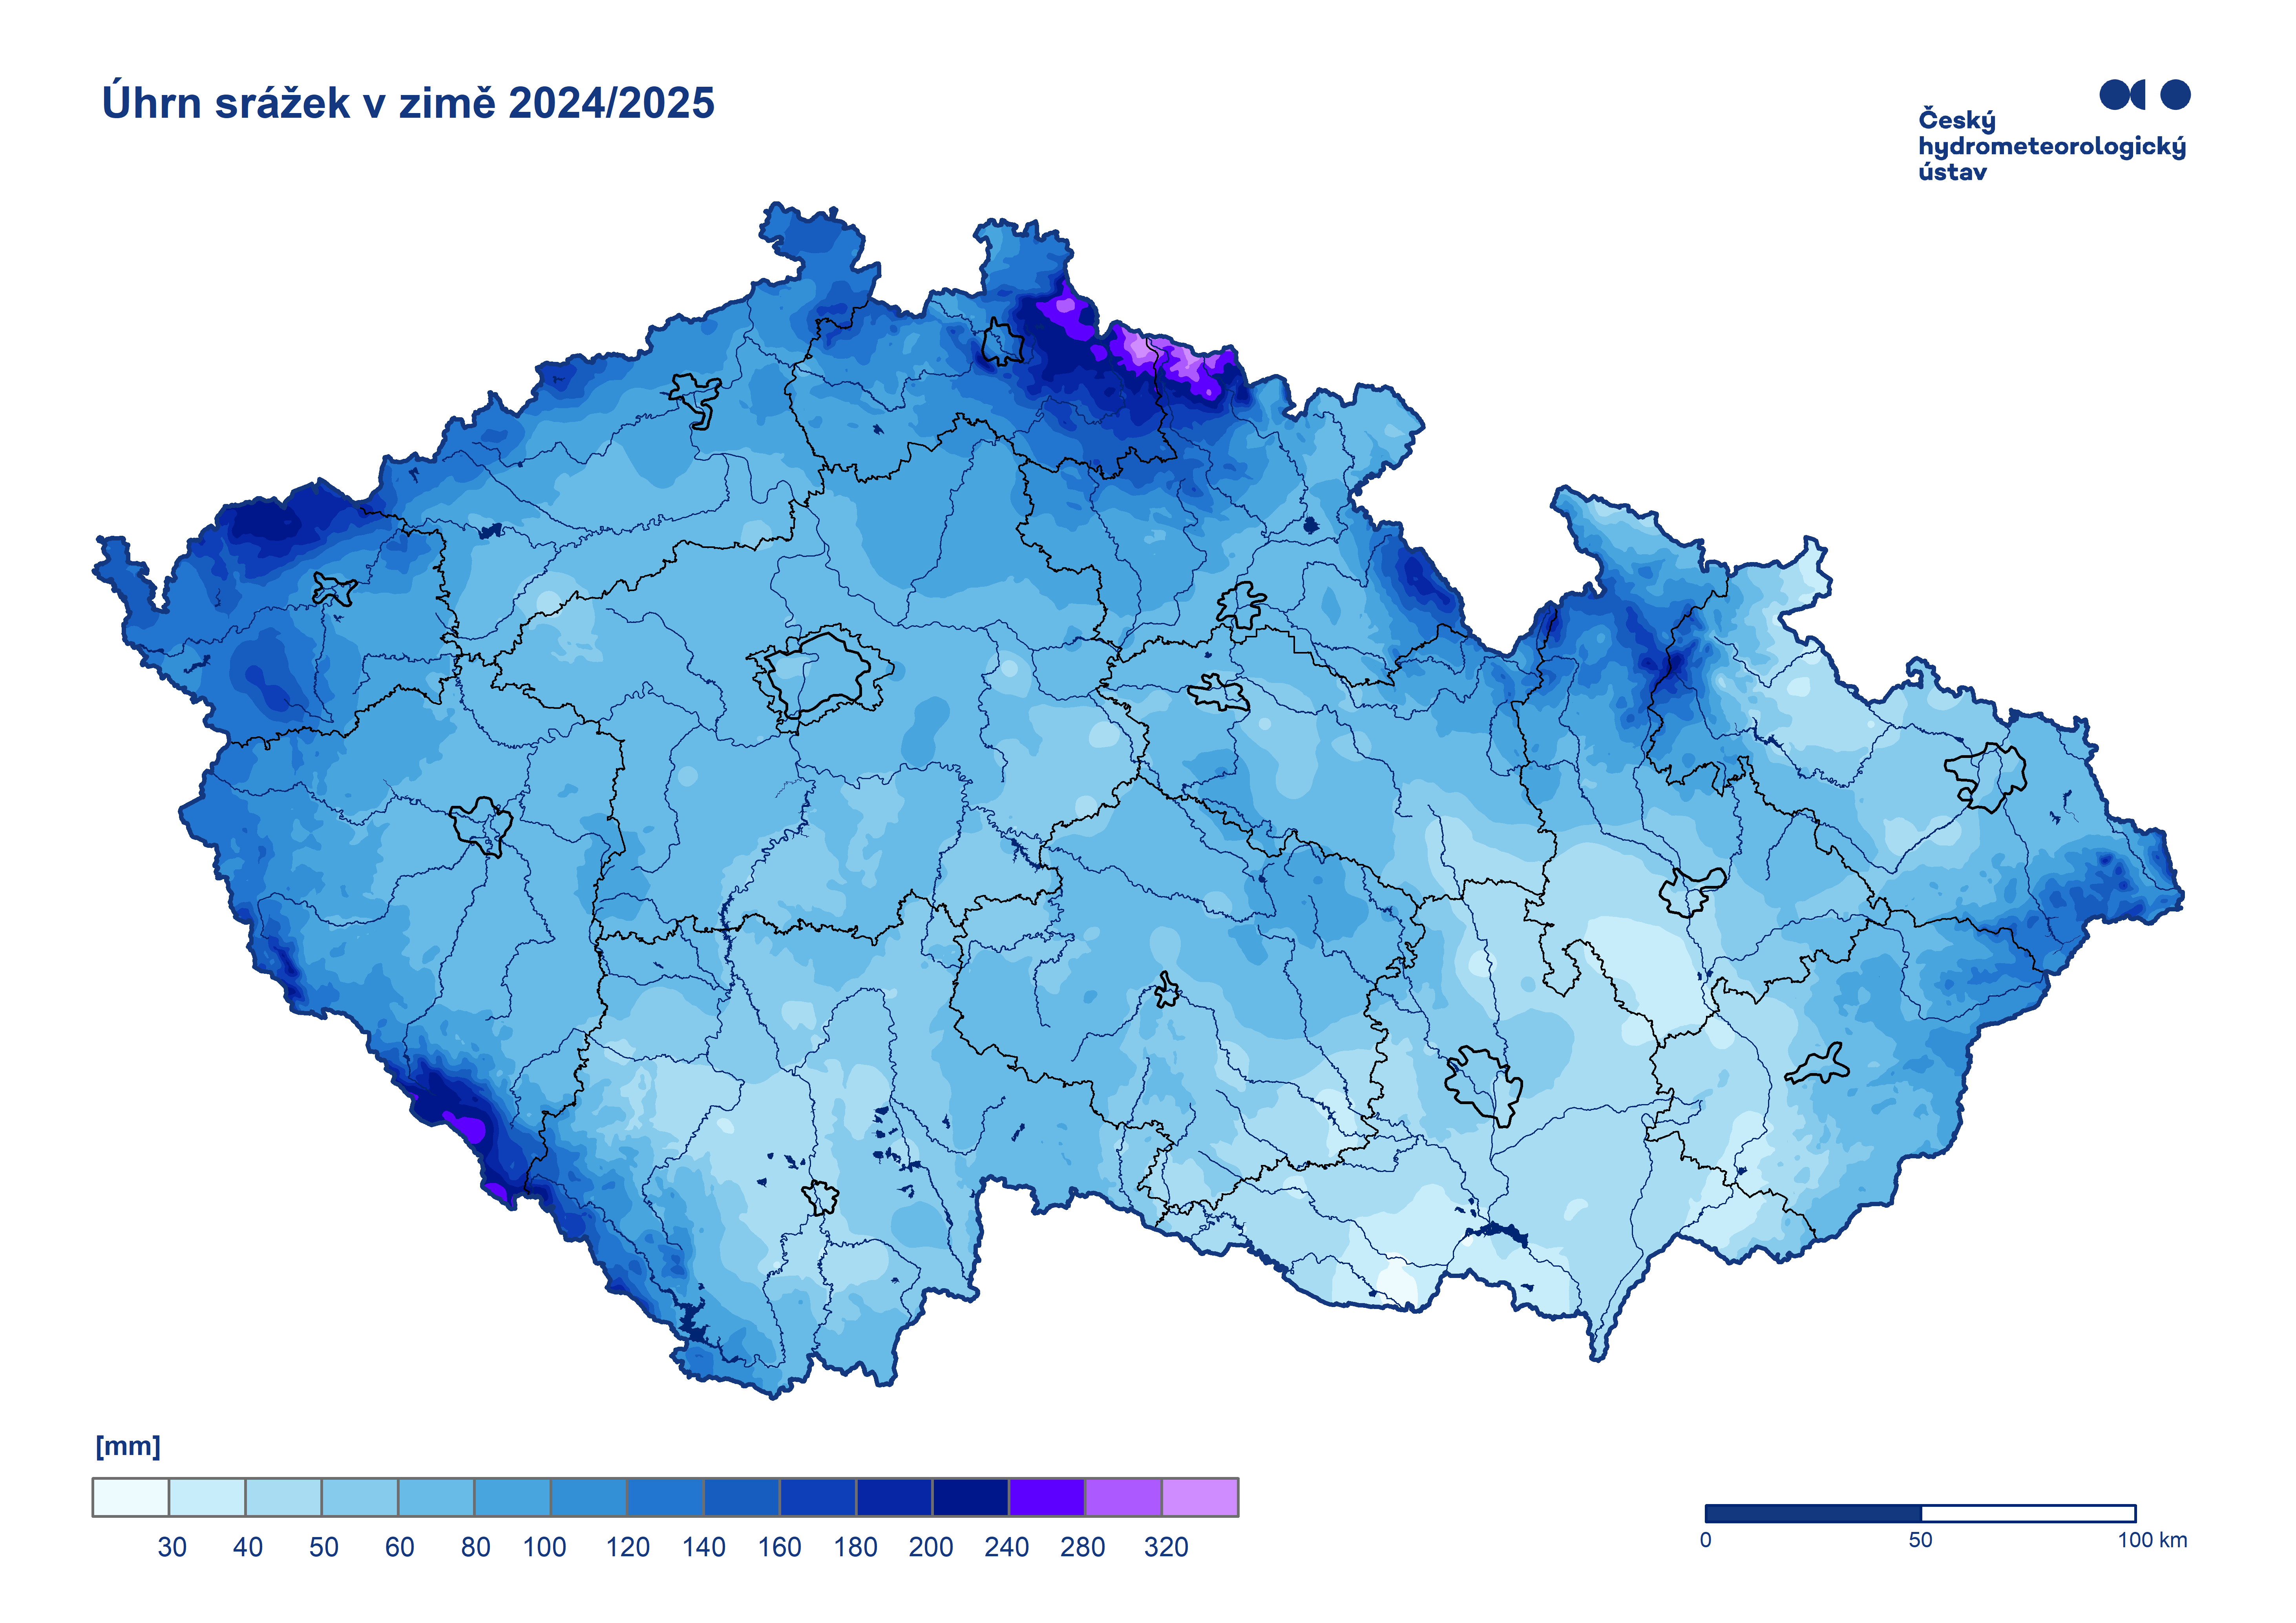 Úhrn srážek v zimě 2024/2025
Český
hydrometeorologický
ústav
[mm]
30 40 50 60 80 100 120 140 160 180 200 240 280 320
0 50 100 km